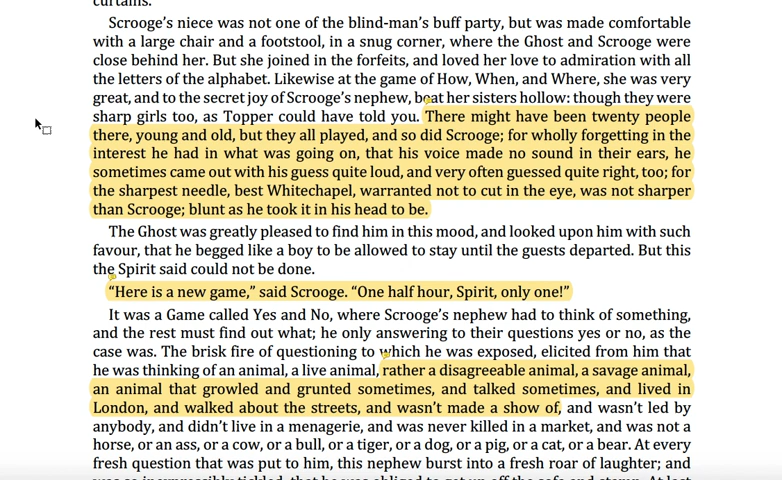 curtains.
Scrooge’s niece was not one of the blind-man’s buff party, but was made comfortable
with a large chair and a footstool, in a snug corner, where the Ghost and Scrooge were
close behind her. But she joined in the forfeits, and loved her love to admiration with all
the letters of the alphabet. Likewise at the game of How, When, and Where, she was very
great, and to the secret joy of Scrooge’s nephew, beat her sisters hollow: though they were
sharp girls too, as Topper could have told you. There might have been twenty people
there, young and old, but they all played, and so did Scrooge; for wholly forgetting in the
interest he had in what was going on, that his voice made no sound in their ears, he
sometimes came out with his guess quite loud, and very often guessed quite right, too; for
the sharpest needle, best Whitechapel, warranted not to cut in the eye, was not sharper
than Scrooge; blunt as he took it in his head to be.
The Ghost was greatly pleased to find him in this mood, and looked upon him with such
favour, that he begged like a boy to be allowed to stay until the guests departed. But this
the Spirit said could not be done.
“Here is a new game,” said Scrooge. “One half hour, Spirit, only one!”
It was a Game called Yes and No, where Scrooge’s nephew had to think of something,
and the rest must find out what; he only answering to their questions yes or no, as the
case was. The brisk fire of questioning to which he was exposed, elicited from him that
he was thinking of an animal, a live animal, rather a disagreeable animal, a savage animal,
an animal that growled and grunted sometimes, and talked sometimes, and lived in
London, and walked about the streets, and wasn’t made a show of, and wasn’t led by
anybody, and didn’t live in a menagerie, and was never killed in a market, and was not a
horse, or an ass, or a cow, or a bull, or a tiger, or a dog, or a pig, or a cat, or a bear. At every
fresh question that was put to him, this nephew burst into a fresh roar of laughter; and